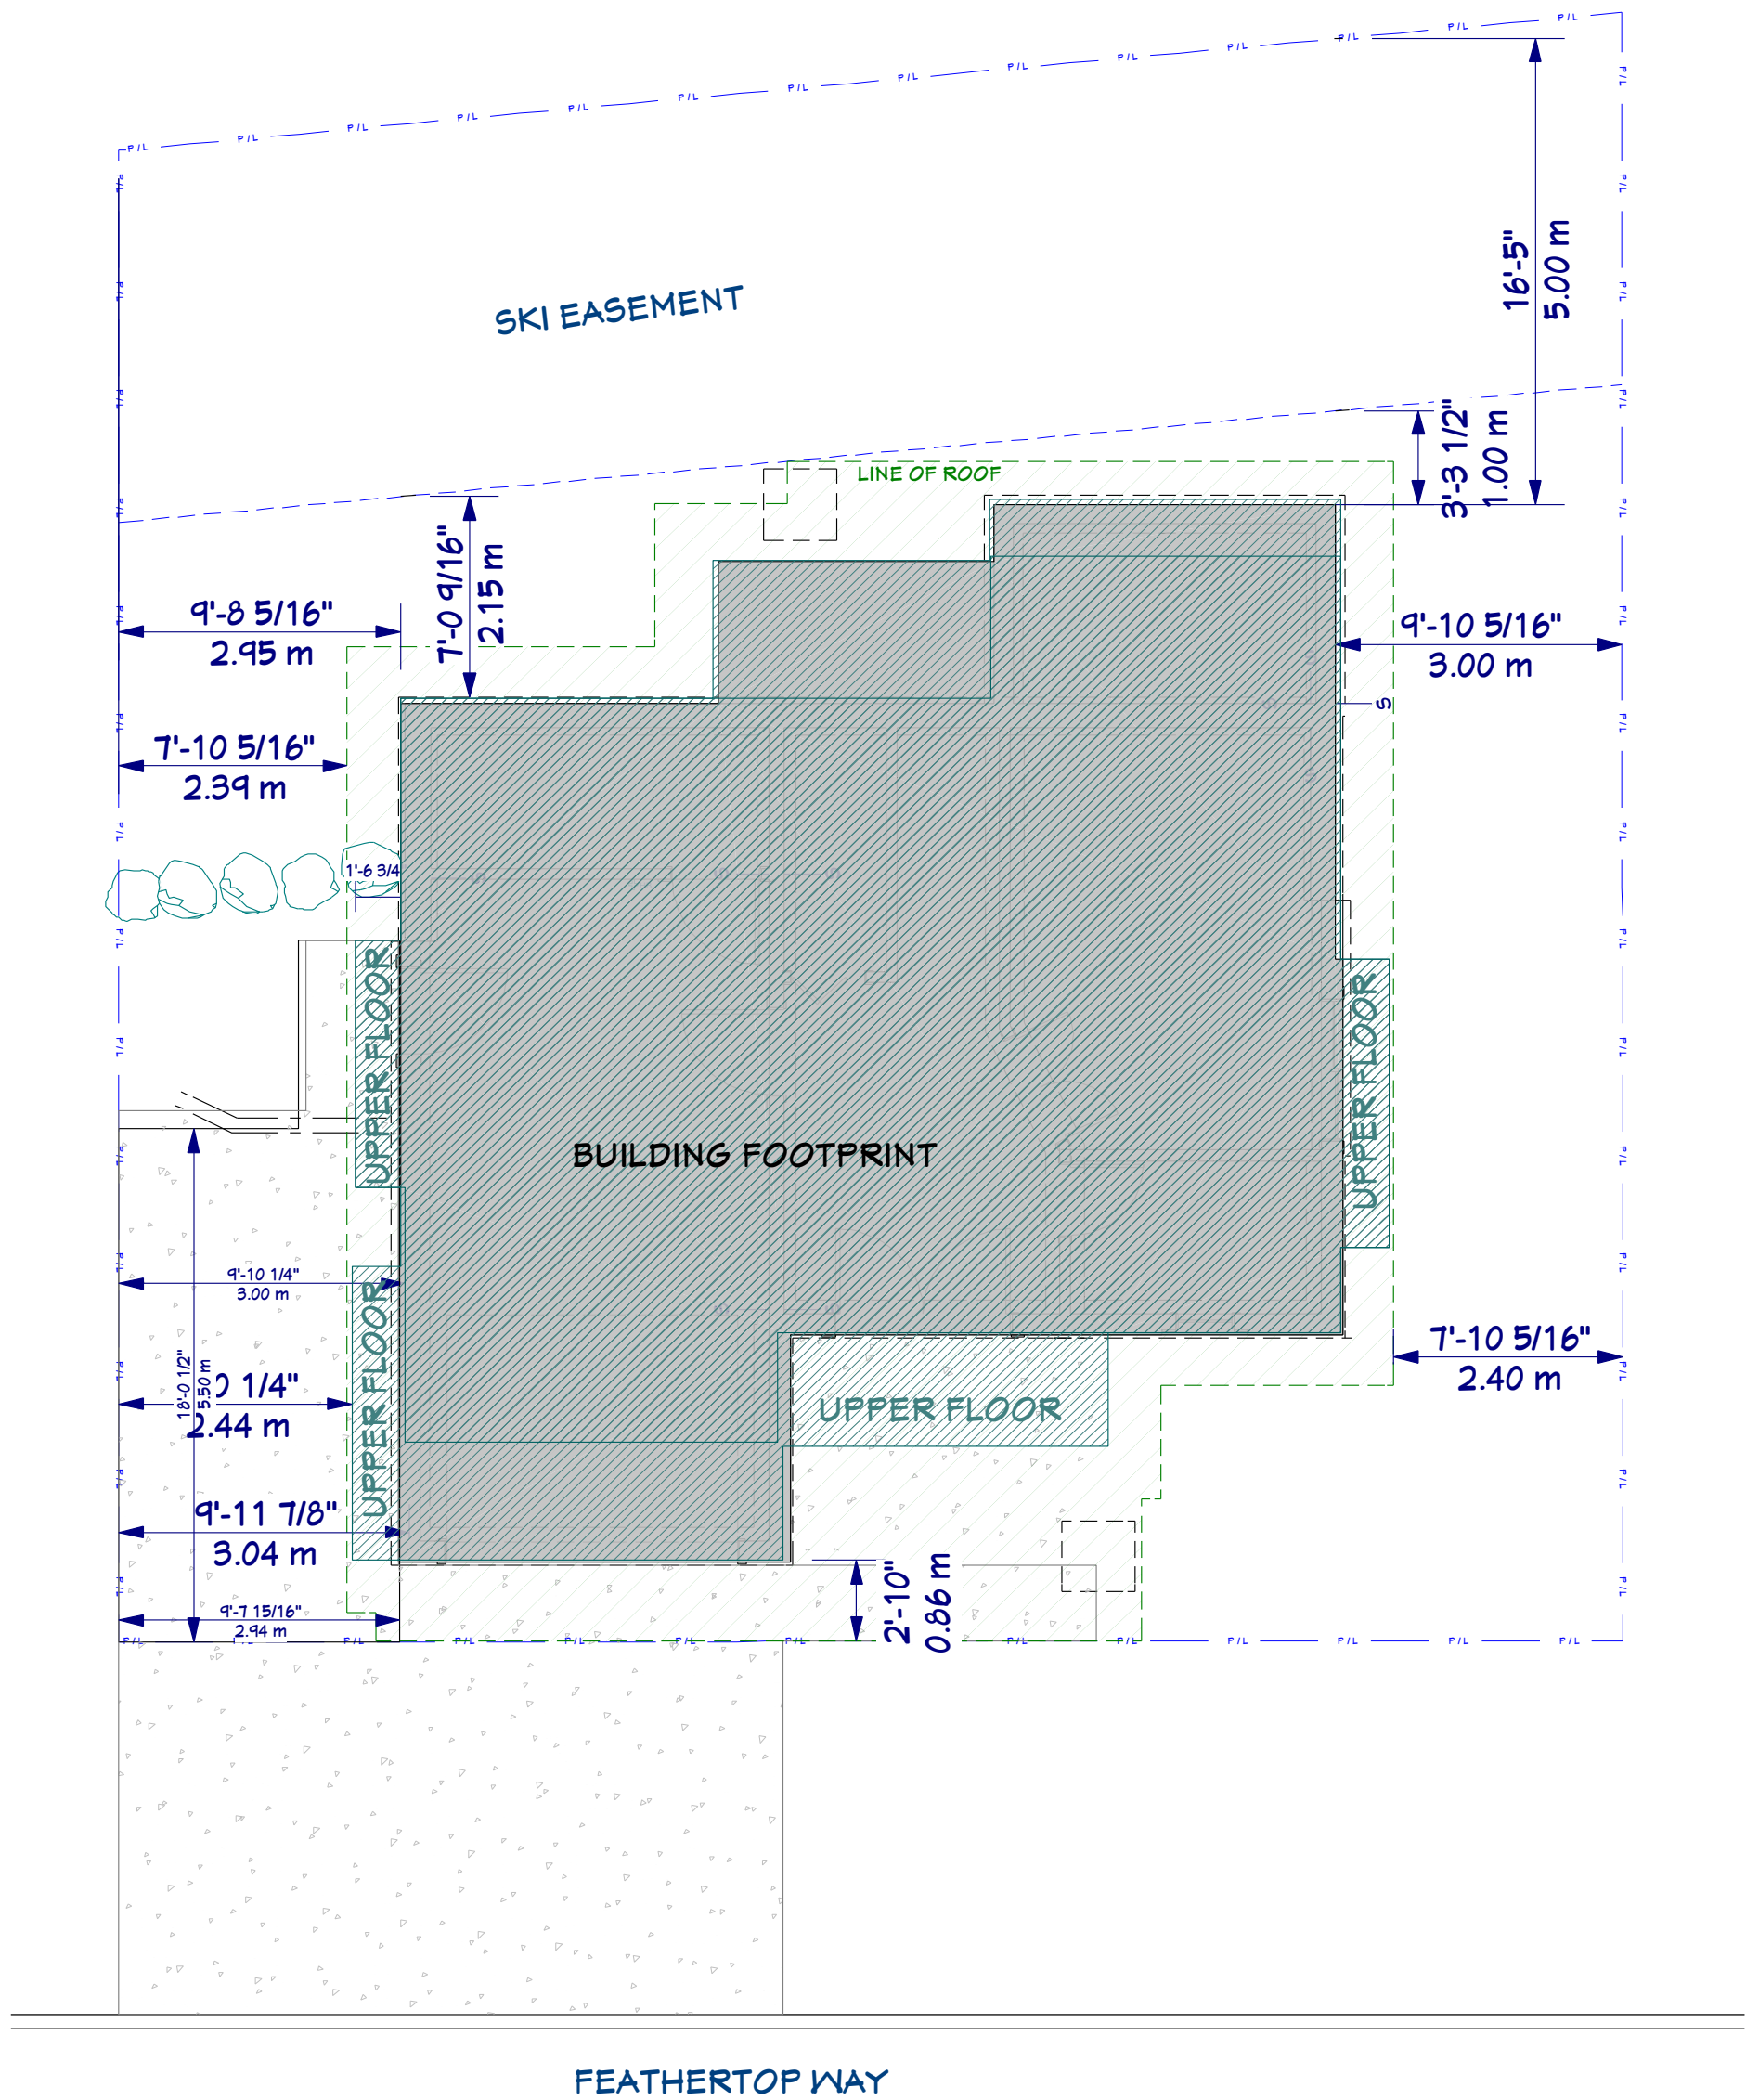 P/L
SKI EASEMENT
16'-5"
5.00 m
3'-3 1/2"
1.00 m
LINE OF ROOF
7'-0 9/16"
2.15 m
9'-8 5/16"
2.95 m
9'-10 5/16"
3.00 m
S
7'-10 5/16"
2.39 m
1'-6 3/4
UPPER FLOOR
UPPER FLOOR
BUILDING FOOTPRINT
9'-10 1/4"
3.00 m
18'-0 1/2"
5.50 m
0 1/4"
2.44 m
UPPER FLOOR
UPPER FLOOR
7'-10 5/16"
2.40 m
9'-11 7/8"
3.04 m
2'-10"
0.86 m
9'-7 15/16"
2.94 m
FEATHERTOP WAY